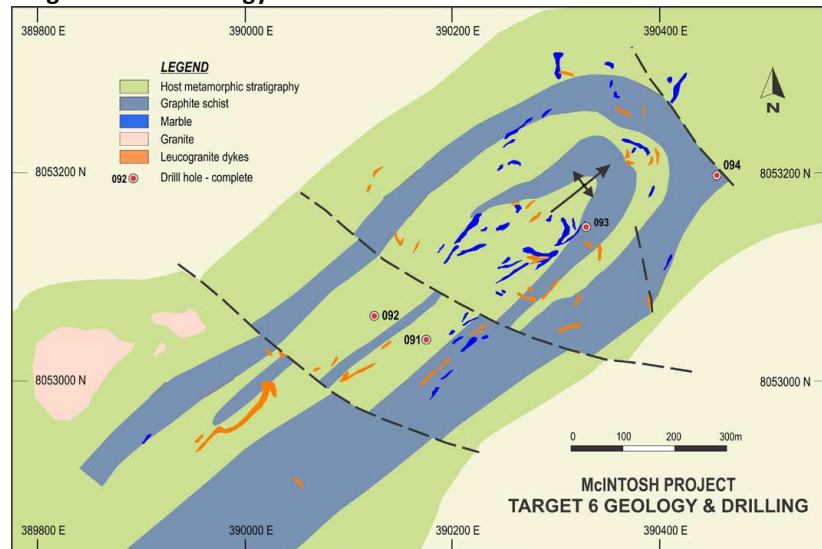 389800 E
390000 E
390200 E
390400 E
LEGEND
Host metamorphic stratigraphy
Graphite schist
Marble
Granite
Leucogranite dykes
092 Drilll hole - complete
N
8053200 N
8053200 N
094
093
092
091
8053000 N
8053000 N
0 100 200 300m
McINTOSH PROJECT
TARGET 6 GEOLOGY & DRILLING
389800 E
390000 E
390200 E
390400 E